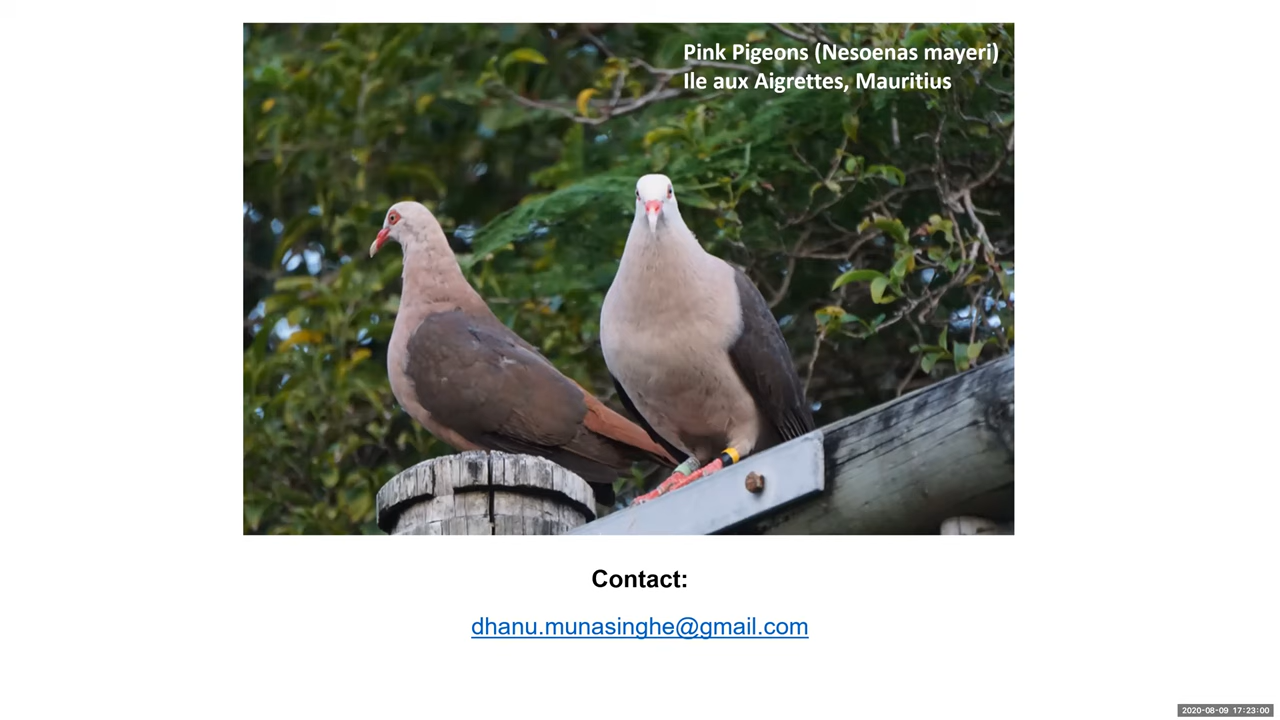 Pink Pigeons (Nesoenas mayeri)
Ile aux Aigrettes, Mauritius
Contact:
dhanu.munasinghe@gmail.com
2020-08-09 17:23:00